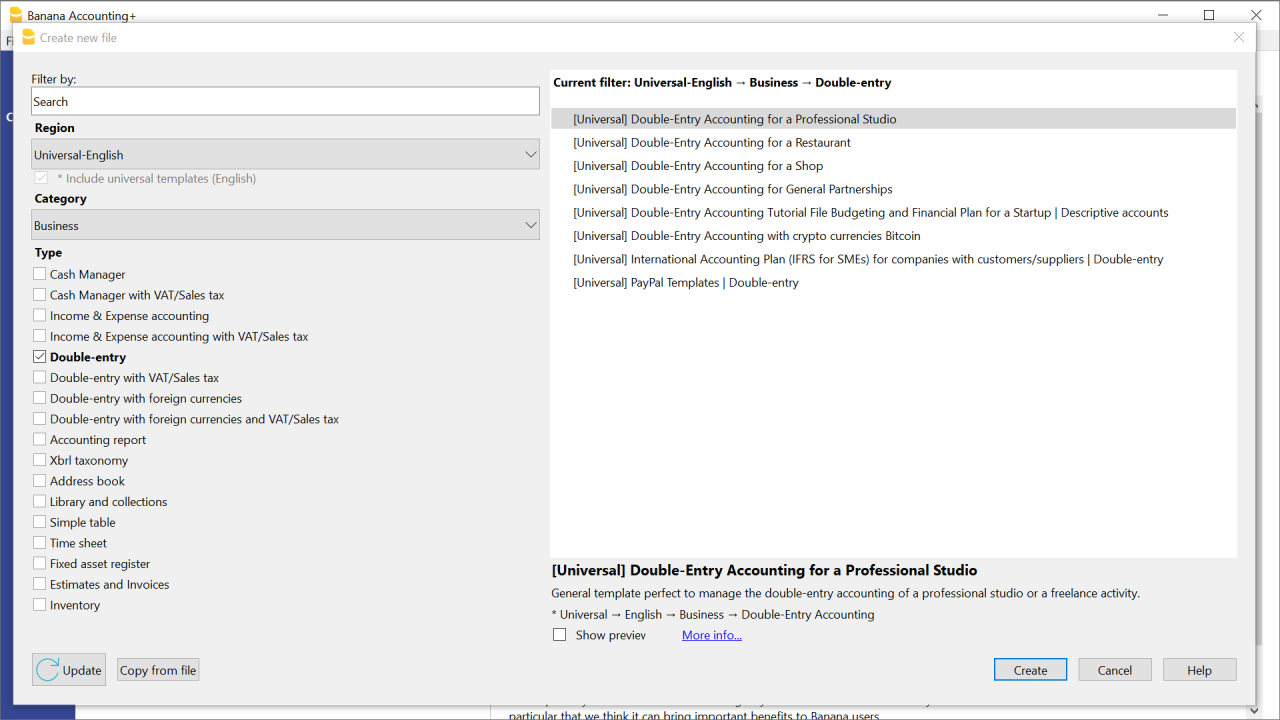 Banana Accounting+
Create new file
Filter by:
Search
Region
Universal-English
* Include universal templates (English)
Category
Business
Type
Cash Manager
Cash Manager with VAT/Sales tax
Income & Expense accounting
Income & Expense accounting with VAT/Sales tax
Double-entry
Double-entry with VAT/Sales tax
Double-entry with foreign currencies
Double-entry with foreign currencies and VAT/Sales tax
Accounting report
Xbrl taxonomy
Address book
Library and collections
Simple table
Time sheet
Fixed asset register
Estimates and Invoices
Inventory
Update
Copy from file
Current filter: Universal-English → Business → Double-entry
[Universal] Double-Entry Accounting for a Professional Studio
[Universal] Double-Entry Accounting for a Restaurant
[Universal] Double-Entry Accounting for a Shop
[Universal] Double-Entry Accounting for General Partnerships
[Universal] Double-Entry Accounting Tutorial File Budgeting and Financial Plan for a Startup | Descriptive accounts
[Universal] Double-Entry Accounting with crypto currencies Bitcoin
[Universal] International Accounting Plan (IFRS for SMEs) for companies with customers/suppliers | Double-entry
[Universal] PayPal Templates | Double-entry
[Universal] Double-Entry Accounting for a Professional Studio
General template perfect to manage the double-entry accounting of a professional studio or a freelance activity.
* Universal → English → Business → Double-Entry Accounting
Show previev
More info...
Create
Cancel
Help
particular that we think it can bring important benefits to Banana users